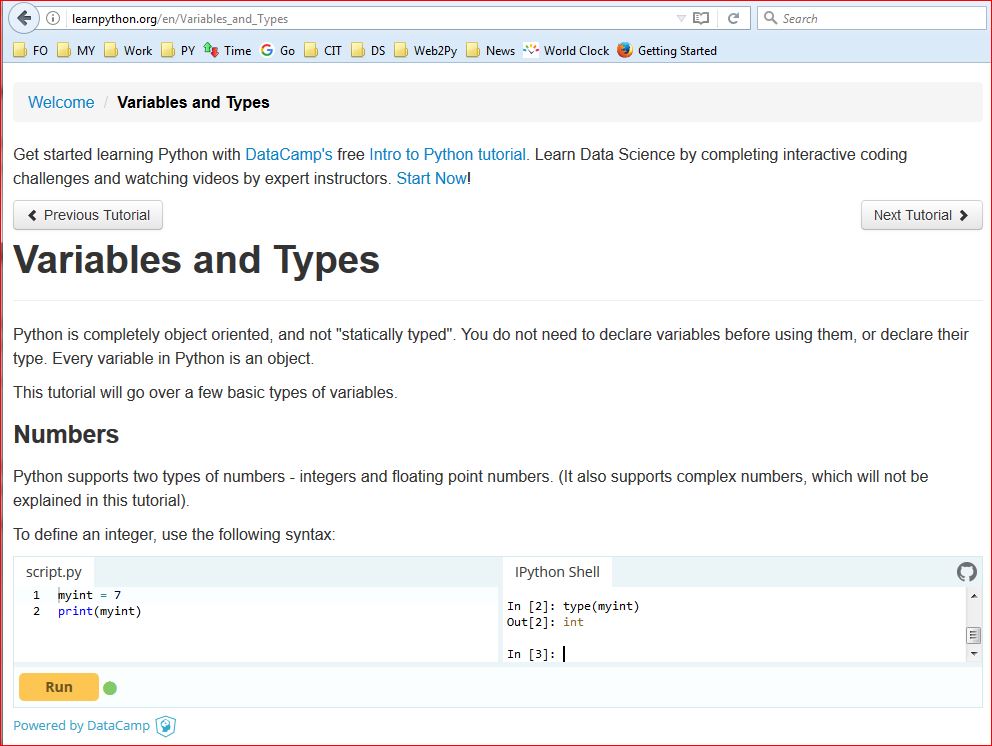 learnpython.org/en/Variables_and_Types
Search
FO MY Work PY Time Go CIT DS Web2Py News World Clock Getting Started
Welcome / Variables and Types
Get started learning Python with DataCamp's free Intro to Python tutorial. Learn Data Science by completing interactive coding
challenges and watching videos by expert instructors. Start Now!
Previous Tutorial
Next Tutorial
Variables and Types
Python is completely object oriented, and not "statically typed". You do not need to declare variables before using them, or declare their
type. Every variable in Python is an object.
This tutorial will go over a few basic types of variables.
Numbers
Python supports two types of numbers - integers and floating point numbers. (It also supports complex numbers, which will not be
explained in this tutorial).
To define an integer, use the following syntax:
script.py
1 myint = 7
2 print(myint)
IPython Shell
In [2]: type(myint)
Out[2]: int
In [3]:
Run
Powered by DataCamp